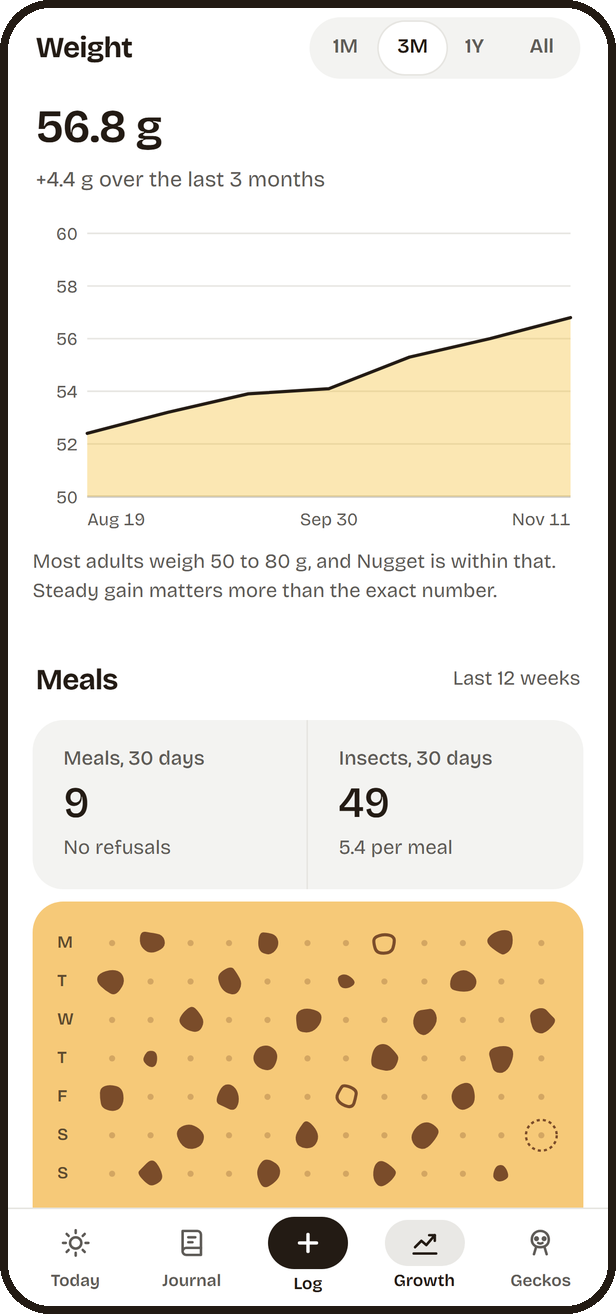 Weight
1M 3M 1Y All
56.8 g
+4.4 g over the last 3 months
60
58
56
54
52
50
Aug 19 Sep 30 Nov 11
Most adults weigh 50 to 80 g, and Nugget is within that.
Steady gain matters more than the exact number.
Meals Last 12 weeks
Meals, 30 days Insects, 30 days
9 49
No refusals 5.4 per meal
M
T
W
T
F
S
S
Today Journal Log Growth Geckos